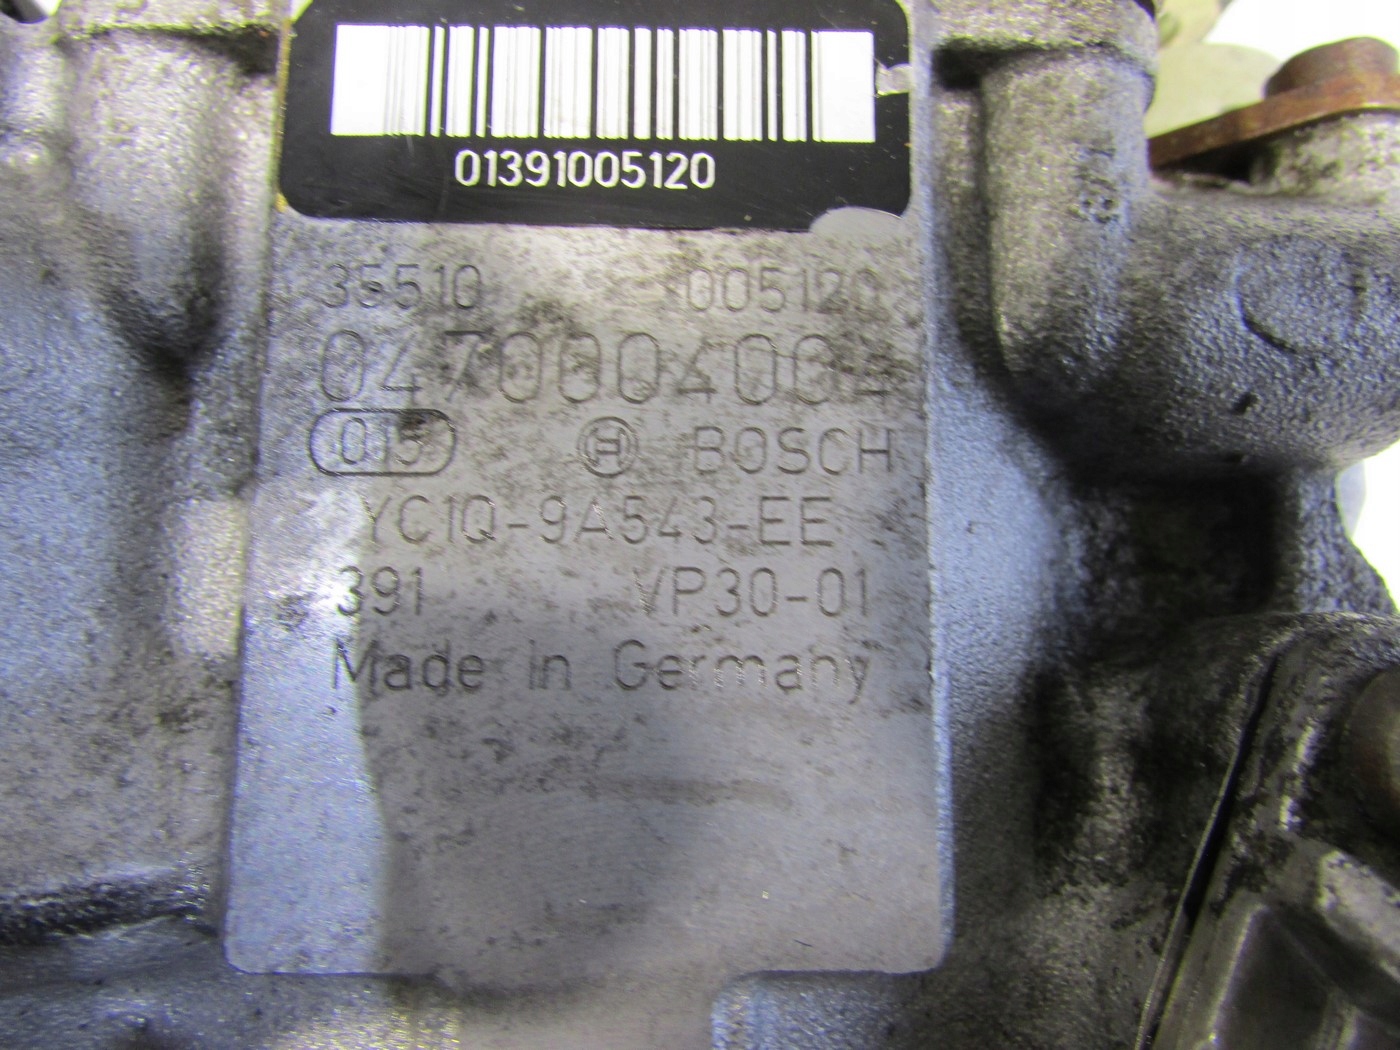 01391005120
35510 005120
0470004004
015 BOSCH
YC1Q-9A543-EE
391 VP30-01
Made in Germany